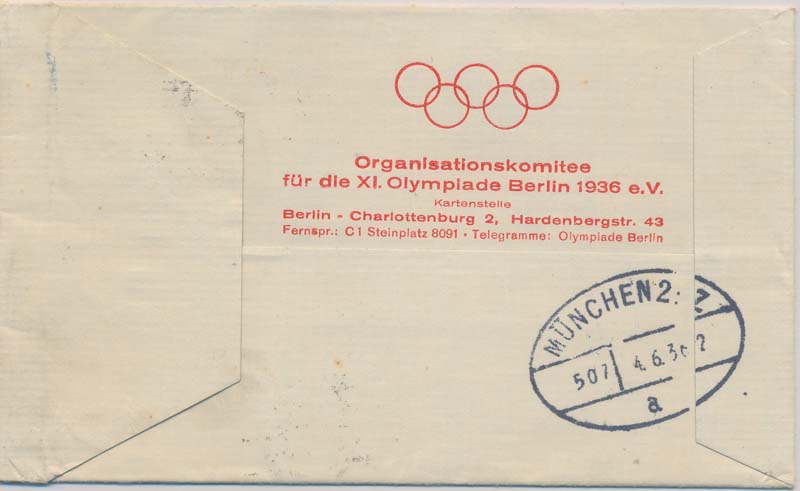 Organisationskomitee
für die XI. Olympiade Berlin 1936 e.V.
Kartenstelle
Berlin - Charlottenburg 2, Hardenbergstr. 43
Fernspr.: C 1 Steinplatz 8091 • Telegramme: Olympiade Berlin
MÜNCHEN 2.
507 4.6.36
a